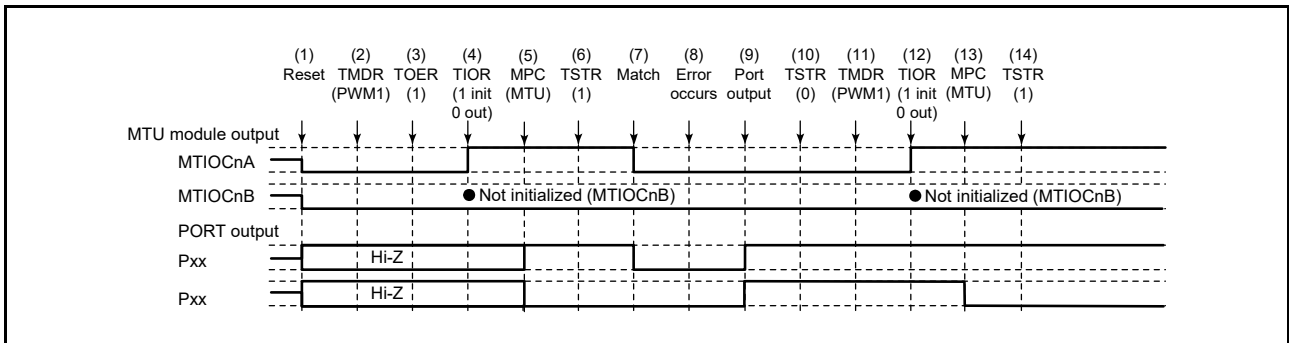 (1) (2) (3) (4) (5) (6) (7) (8) (9) (10) (11) (12) (13) (14)
Reset TMDR TOER TIOR MPC TSTR Match Error Port TSTR TMDR TIOR MPC TSTR
(PWM1) (1) (1 init (MTU) (1) occurs output (0) (PWM1) (1 init (MTU) (1)
0 out) 0 out)
MTU module output
MTIOCnA
MTIOCnB ● Not initialized (MTIOCnB) ● Not initialized (MTIOCnB)
PORT output
Pxx Hi-Z
Pxx Hi-Z